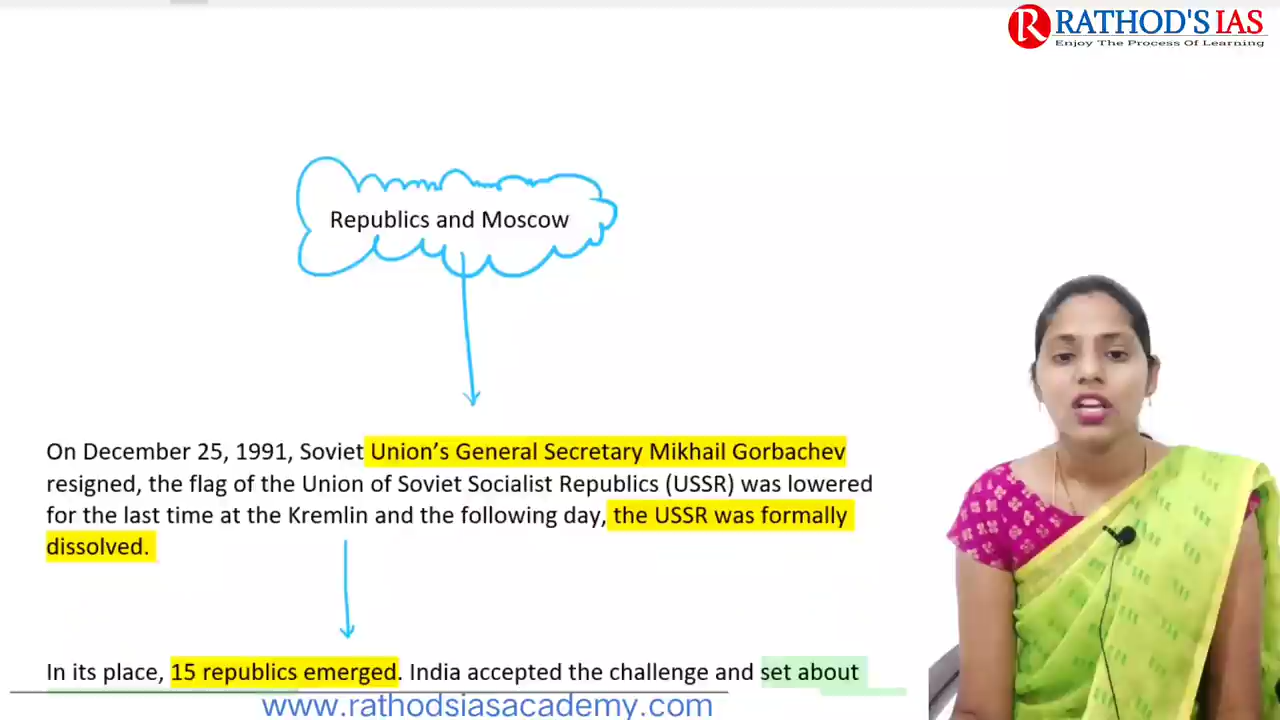 R RATHOD'S IAS
Enjoy The Process Of Learning
Republics and Moscow
On December 25, 1991, Soviet Union’s General Secretary Mikhail Gorbachev
resigned, the flag of the Union of Soviet Socialist Republics (USSR) was lowered
for the last time at the Kremlin and the following day, the USSR was formally
dissolved.
In its place, 15 republics emerged. India accepted the challenge and set about
www.rathodsiasacademy.com